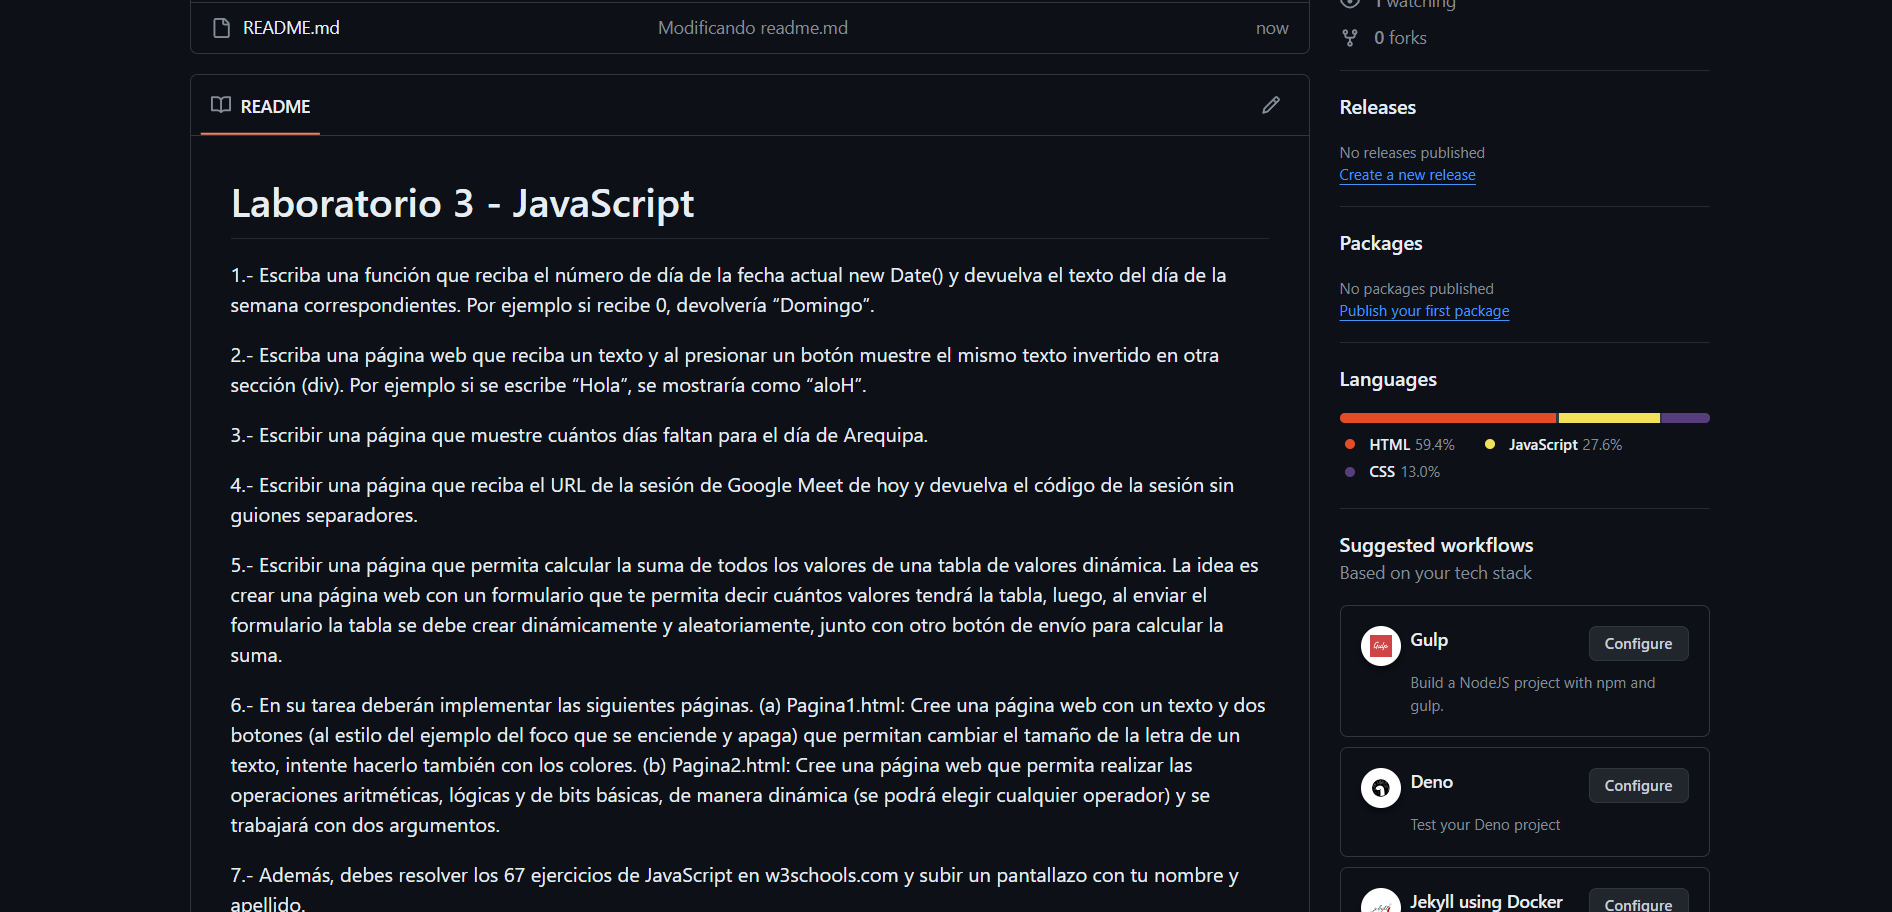 README.md Modificando readme.md now
README
Laboratorio 3 - JavaScript
1.- Escriba una función que reciba el número de día de la fecha actual new Date() y devuelva el texto del día de la
semana correspondientes. Por ejemplo si recibe 0, devolvería “Domingo”.
2.- Escriba una página web que reciba un texto y al presionar un botón muestre el mismo texto invertido en otra
sección (div). Por ejemplo si se escribe “Hola”, se mostraría como “aloH”.
3.- Escribir una página que muestre cuántos días faltan para el día de Arequipa.
4.- Escribir una página que reciba el URL de la sesión de Google Meet de hoy y devuelva el código de la sesión sin
guiones separadores.
5.- Escribir una página que permita calcular la suma de todos los valores de una tabla de valores dinámica. La idea es
crear una página web con un formulario que te permita decir cuántos valores tendrá la tabla, luego, al enviar el
formulario la tabla se debe crear dinámicamente y aleatoriamente, junto con otro botón de envío para calcular la
suma.
6.- En su tarea deberán implementar las siguientes páginas. (a) Pagina1.html: Cree una página web con un texto y dos
botones (al estilo del ejemplo del foco que se enciende y apaga) que permitan cambiar el tamaño de la letra de un
texto, intente hacerlo también con los colores. (b) Pagina2.html: Cree una página web que permita realizar las
operaciones aritméticas, lógicas y de bits básicas, de manera dinámica (se podrá elegir cualquier operador) y se
trabajará con dos argumentos.
7.- Además, debes resolver los 67 ejercicios de JavaScript en w3schools.com y subir un pantallazo con tu nombre y
apellido.
1 watching
0 forks
Releases
No releases published
Create a new release
Packages
No packages published
Publish your first package
Languages
HTML 59.4% JavaScript 27.6%
CSS 13.0%
Suggested workflows
Based on your tech stack
Gulp
Gulp Configure
Build a NodeJS project with npm and
gulp.
Deno Configure
Test your Deno project
Jekyll using Docker Configure